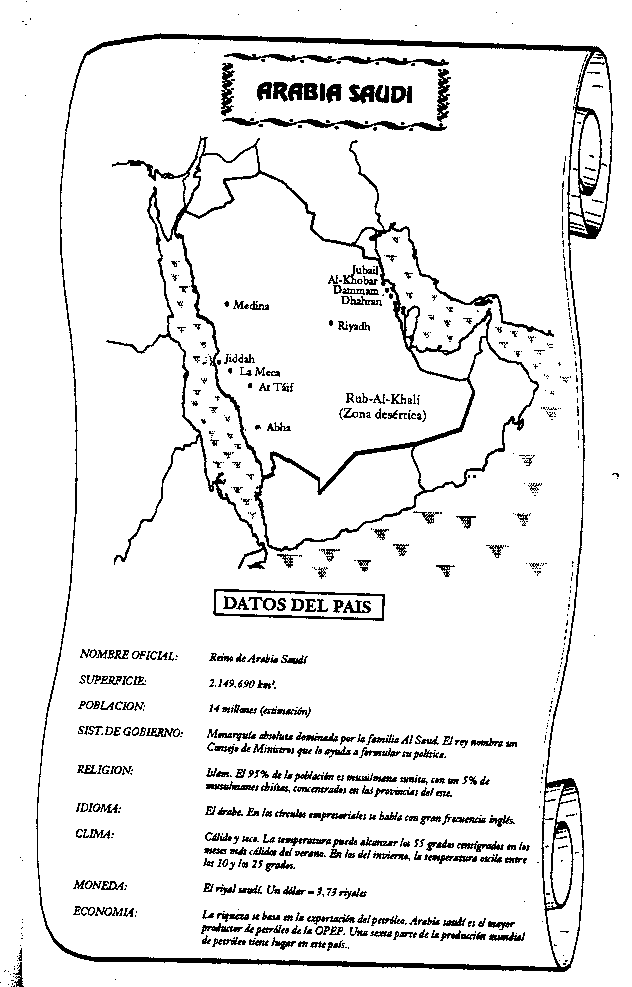 ARABIA SAUDI
Jubail
Al-Khobar
Dammam
Dhahran
Medina
Riyadh
Jiddah
La Meca
At Táif
Rub-Al-Khalí
(Zona desértica)
Abha
DATOS DEL PAIS
NOMBRE OFICIAL: Reino de Arabia Saudí
SUPERFICIE: 2.149.690 km².
POBLACION: 14 millones (estimación)
SIST. DE GOBIERNO: Monarquía absoluta dominada por la familia Al Saud. El rey nombra un
Consejo de Ministros que lo ayuda a formular su política.
RELIGION: Islam. El 95% de la población es musulmana sunita, con un 5% de
musulmanes chiítas, concentrados en las provincias del este.
IDIOMA: El árabe. En los círculos empresariales se habla con gran frecuencia inglés.
CLIMA: Cálido y seco. La temperatura puede alcanzar los 55 grados centígrados en los
meses más cálidos del verano. En los del invierno, la temperatura oscila entre
los 10 y los 25 grados.
MONEDA: El riyal saudí. Un dólar = 3,73 riyales
ECONOMIA: La riqueza se basa en la exportación del petróleo. Arabia saudí es el mayor
productor de petróleo de la OPEP. Una sexta parte de la producción mundial
de petróleo tiene lugar en este país..